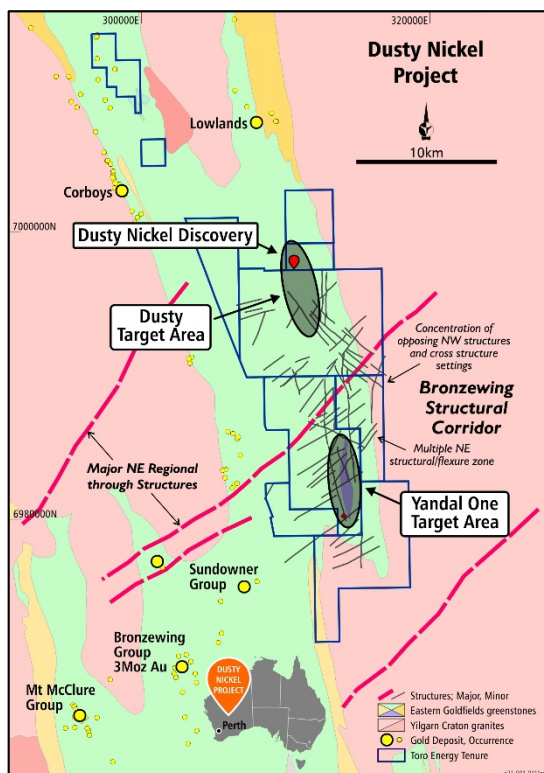 300000E
320000E
Dusty Nickel
Project
10km
Lowlands
Corboys
7000000N
Dusty Nickel Discovery
Dusty
Target Area
Concentration of
opposing NW structures
and cross structure
settings
Bronzewing
Structural
Corridor
Multiple NE
structural/flexure zone
Major NE Regional
through Structures
Yandal One
Target Area
6980000N
Sundowner
Group
Bronzewing
Group
3Moz Au
Mt McClure
Group
DUSTY
NICKEL
PROJECT
Perth
Structures; Major, Minor
Eastern Goldfields greenstones
Yilgarn Craton granites
Gold Deposit, Occurrence
Toro Energy Tenure